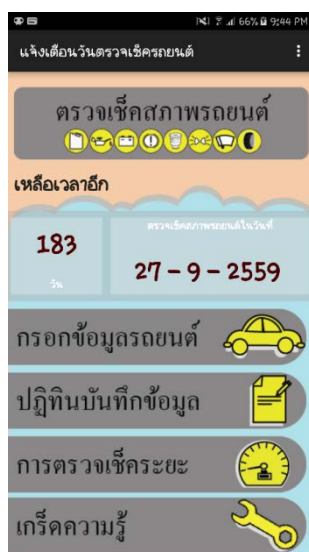 66% 9:44 PM
แจ้งเตือนวันตรวจเช็ครถยนต์
ตรวจเช็คสภาพรถยนต์
เหลือเวลาอีก
183
วัน
ตรวจเช็คสภาพรถยนต์ในวันที่
27 - 9 - 2559
กรอกข้อมูลรถยนต์
ปฏิทินบันทึกข้อมูล
การตรวจเช็คระยะ
เกร็ดความรู้